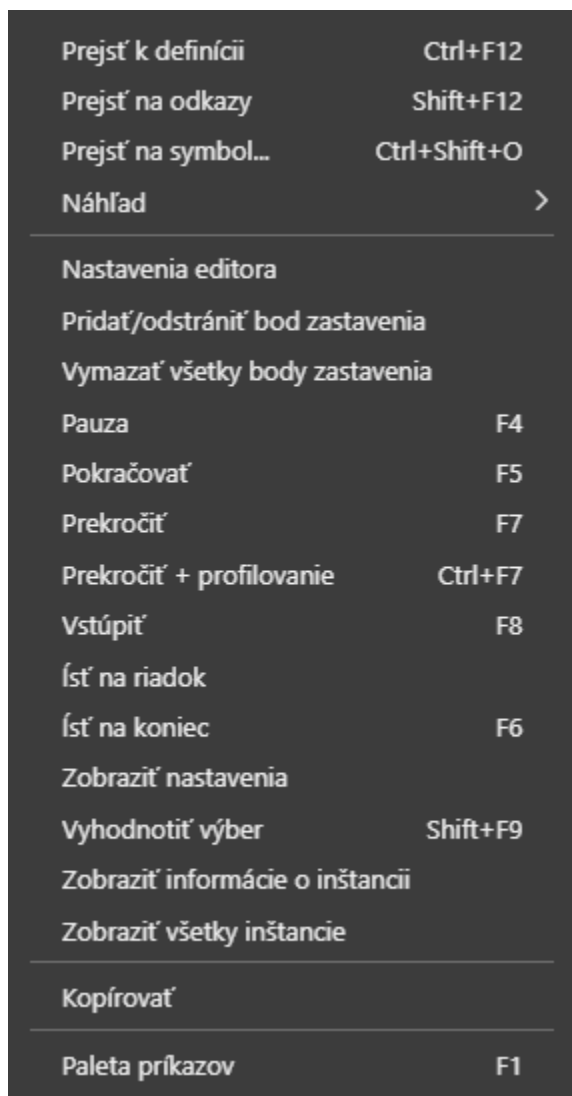 Prejsť k definícii Ctrl+F12
Prejsť na odkazy Shift+F12
Prejsť na symbol... Ctrl+Shift+O
Náhľad
Nastavenia editora
Pridať/odstrániť bod zastavenia
Vymazať všetky body zastavenia
Pauza F4
Pokračovať F5
Prekročiť F7
Prekročiť + profilovanie Ctrl+F7
Vstúpiť F8
Ísť na riadok
Ísť na koniec F6
Zobraziť nastavenia
Vyhodnotiť výber Shift+F9
Zobraziť informácie o inštancii
Zobraziť všetky inštancie
Kopírovať
Paleta príkazov F1